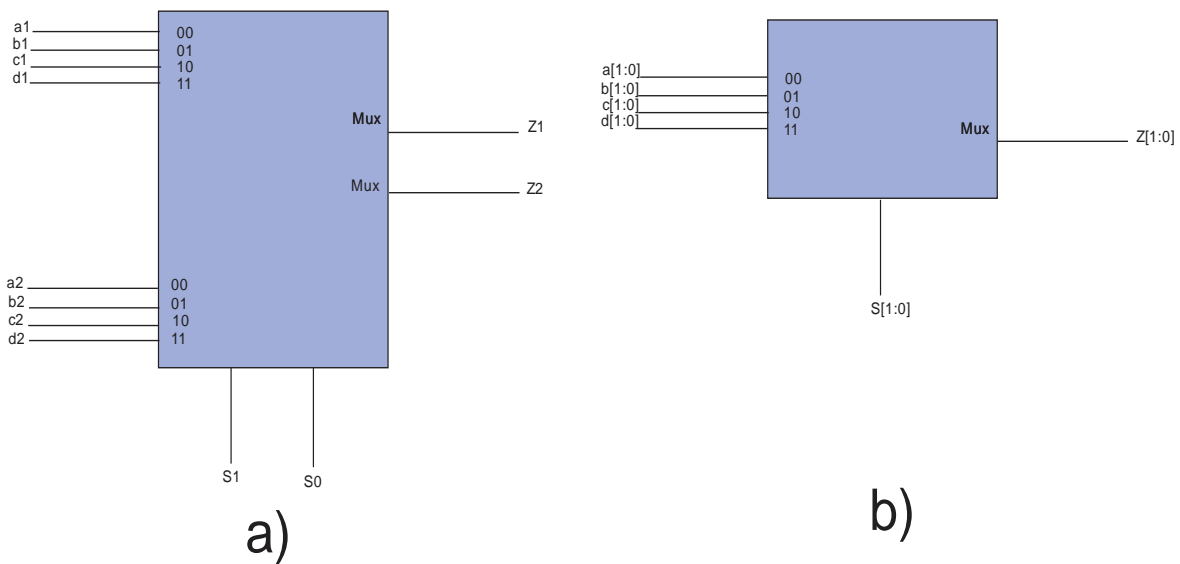 a1
b1
c1
d1
00
01
10
11
Mux
Z1
Mux
Z2
a2
b2
c2
d2
00
01
10
11
S1
S0
a)
a[1:0]
b[1:0]
c[1:0]
d[1:0]
00
01
10
11
Mux
Z[1:0]
S[1:0]
b)